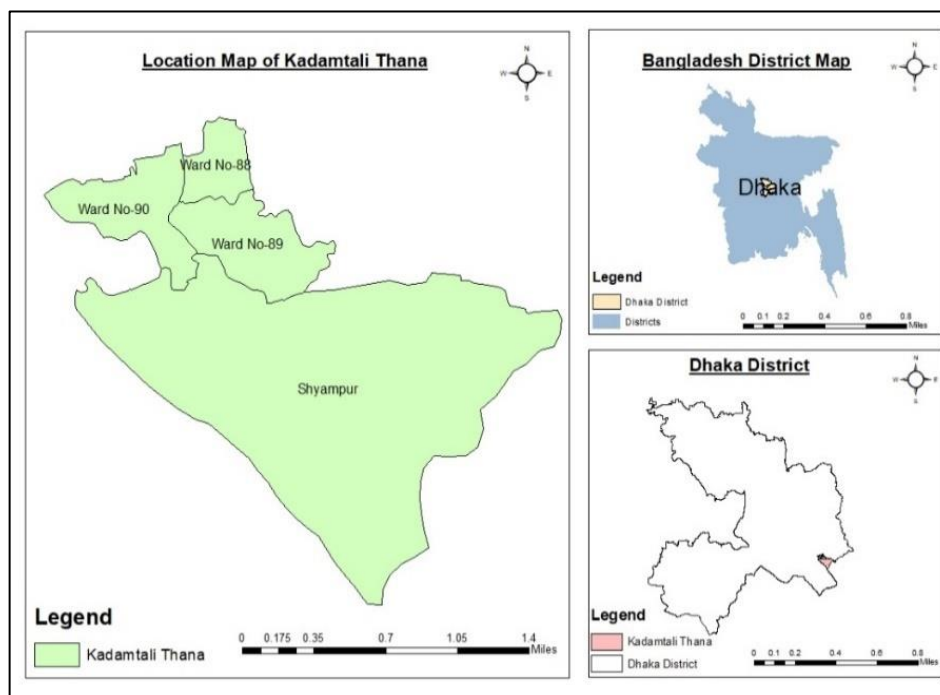 Location Map of Kadamtali Thana
N
W E
S
Ward No-88
Ward No-90
Ward No-89
Shyampur
Legend
Kadamtali Thana
0 0.175 0.35 0.7 1.05 1.4
Miles
Bangladesh District Map
N
W E
S
Dhaka
Legend
Dhaka District
Districts
0 0.1 0.2 0.4 0.6 0.8
Miles
Dhaka District
N
W E
S
Legend
Kadamtali Thana
Dhaka District
0 0.1 0.2 0.4 0.6 0.8
Miles